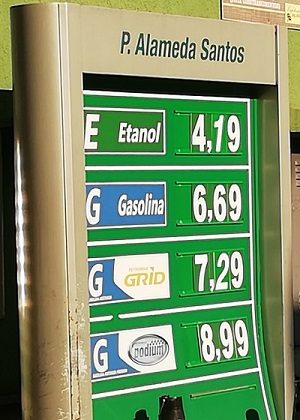 P. Alameda Santos
E Etanol 4,19
G Gasolina 6,69
G GRID 7,29
G podium 8,99